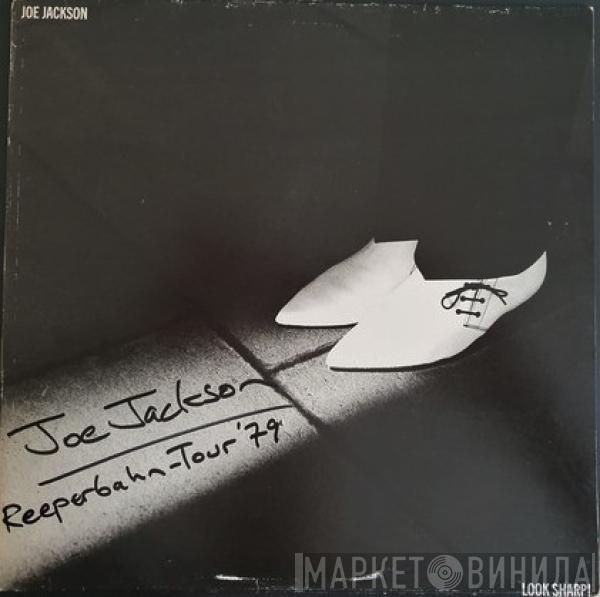 JOE JACKSON
Joe Jackson
Reeperbahn-Tour '79
МАРКЕТ ВИНИЛА
LOOK SHARP!